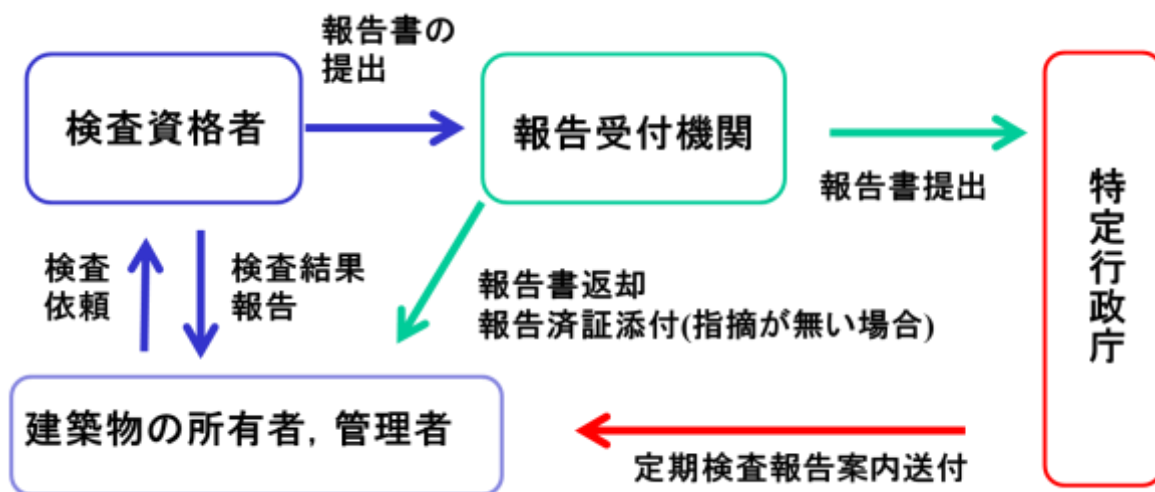 報告書の
提出
検査資格者
報告受付機関
報告書提出
特定行政庁
検査
依頼
検査結果
報告
報告書返却
報告済証添付(指摘が無い場合)
建築物の所有者, 管理者
定期検査報告案内送付